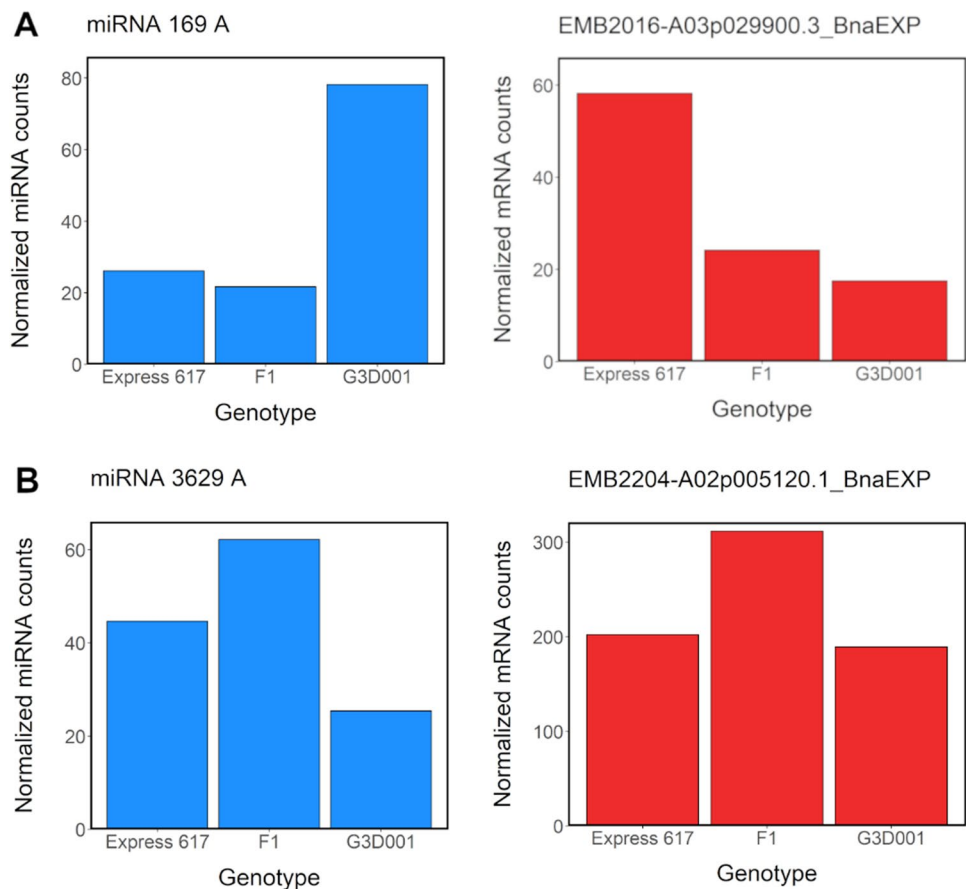 A
miRNA 169 A
Normalized miRNA counts
80
60
40
20
0
Express 617 F1 G3D001
Genotype
EMB2016-A03p029900.3_BnaEXP
Normalized mRNA counts
60
40
20
0
Express 617 F1 G3D001
Genotype
B
miRNA 3629 A
Normalized miRNA counts
60
40
20
0
Express 617 F1 G3D001
Genotype
EMB2204-A02p005120.1_BnaEXP
Normalized mRNA counts
300
200
100
0
Express 617 F1 G3D001
Genotype